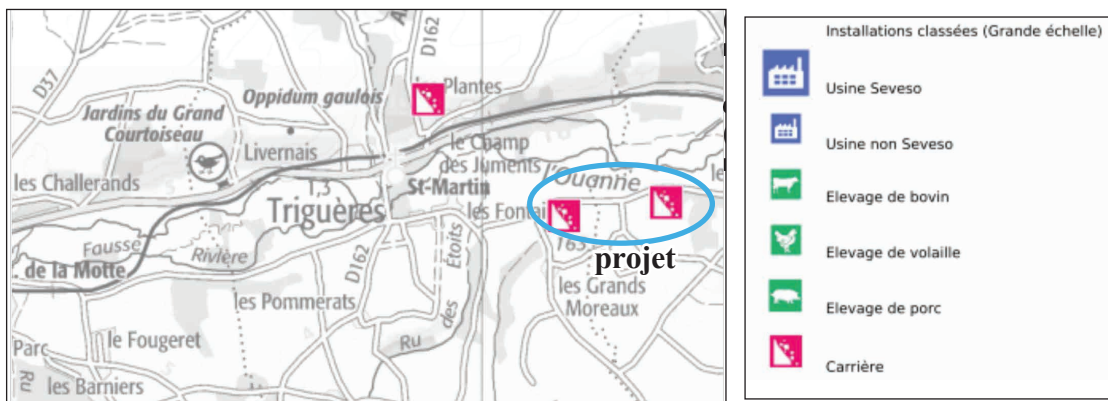 D162
D37
les Plantes
Oppidum gaulois
Jardins du Grand
Courtoiseau
le Champ
des Juments
Livernais
les Challerands
1,3
St-Martin
l'Ouanne
Triguères
les Fontai
Fausse
Rivière
163
projet
. de la Motte
D162
Ru des Etoits
les Pommerats
les Grands
Moreaux
Parc
le Fougeret
Ru
les Barniers
Installations classées (Grande échelle)
Usine Seveso
Usine non Seveso
Elevage de bovin
Elevage de volaille
Elevage de porc
Carrière